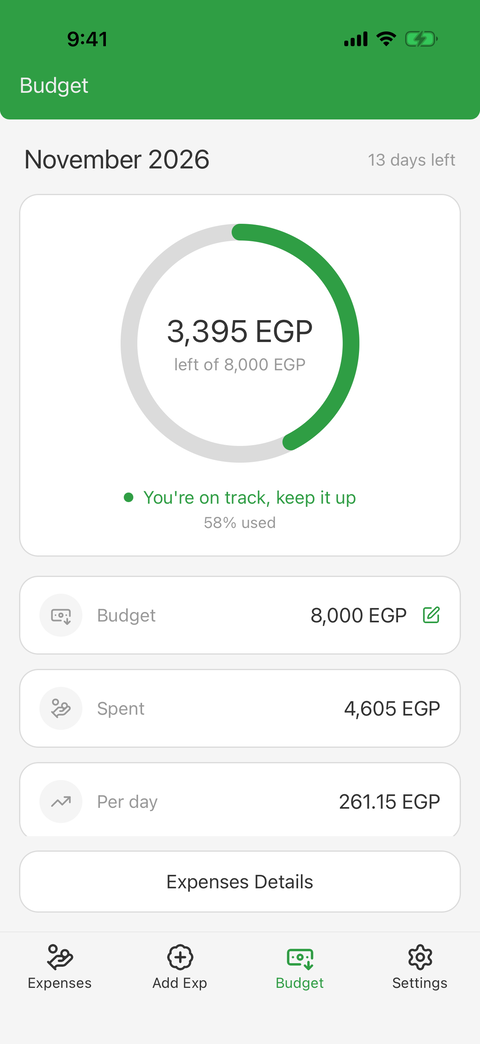 9:41
Budget
November 2026
13 days left
3,395 EGP
left of 8,000 EGP
You're on track, keep it up
58% used
Budget
8,000 EGP
Spent
4,605 EGP
Per day
261.15 EGP
Expenses Details
Expenses
Add Exp
Budget
Settings